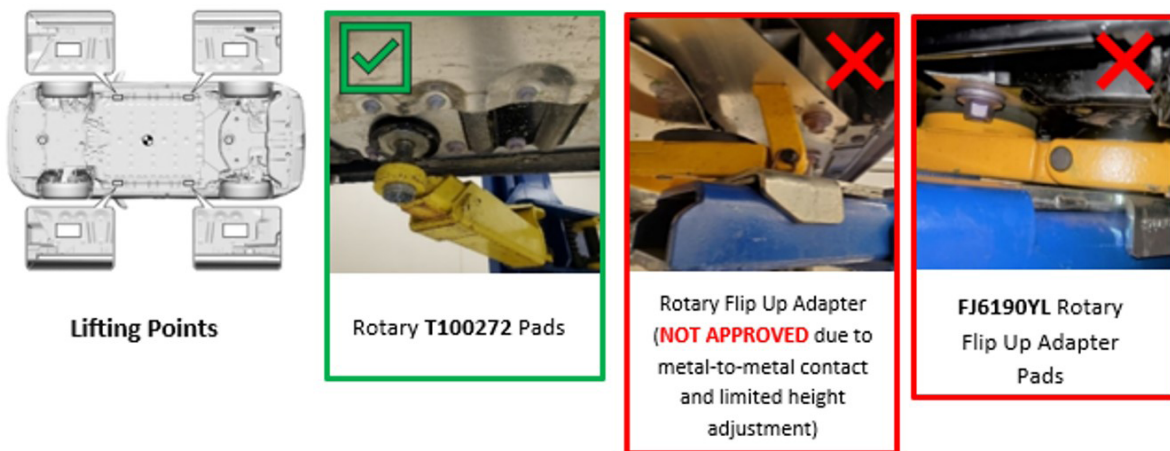 Lifting Points
Rotary T100272 Pads
Rotary Flip Up Adapter
(NOT APPROVED due to
metal-to-metal contact
and limited height
adjustment)
FJ6190YL Rotary
Flip Up Adapter
Pads